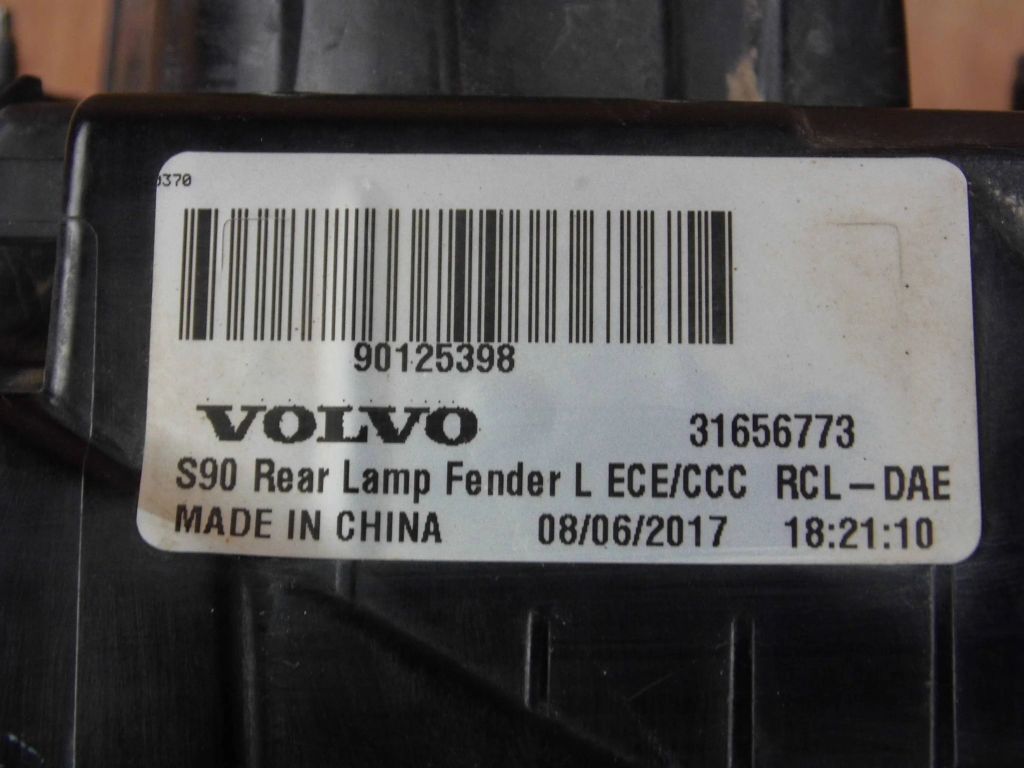 0370
90125398
VOLVO 31656773
S90 Rear Lamp Fender L ECE/CCC RCL-DAE
MADE IN CHINA 08/06/2017 18:21:10